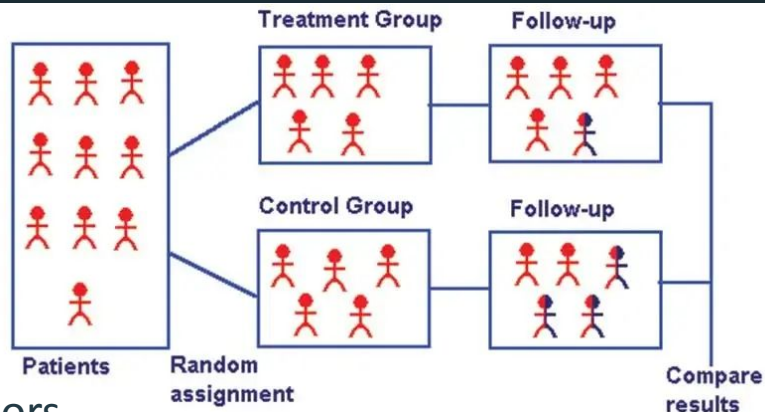 Treatment Group
Follow-up
Control Group
Follow-up
Patients
Random
assignment
Compare
results